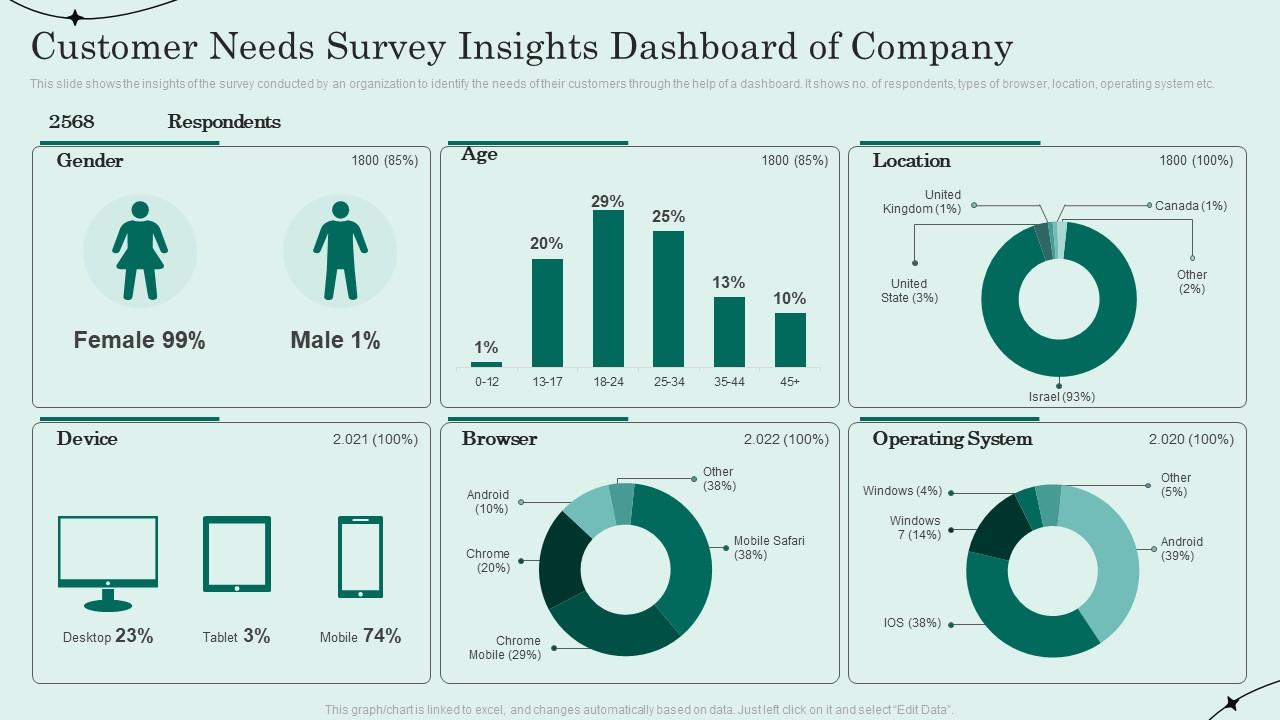 Customer Needs Survey Insights Dashboard of Company
This slide shows the insights of the survey conducted by an organization to identify the needs of their customers through the help of a dashboard. It shows no. of respondents, types of browser, location, operating system etc.
2568 Respondents
Gender 1800 (85%)
Female 99% Male 1%
Age 1800 (85%)
29%
25%
20%
13%
10%
1%
0-12 13-17 18-24 25-34 35-44 45+
Location 1800 (100%)
United
Kingdom (1%)
Canada (1%)
United
State (3%)
Other
(2%)
Israel (93%)
Device 2.021 (100%)
Desktop 23% Tablet 3% Mobile 74%
Browser 2.022 (100%)
Other
(38%)
Android
(10%)
Mobile Safari
(38%)
Chrome
(20%)
Chrome
Mobile (29%)
Operating System 2.020 (100%)
Windows (4%)
Other
(5%)
Windows
7 (14%)
Android
(39%)
IOS (38%)
This graph/chart is linked to excel, and changes automatically based on data. Just left click on it and select “Edit Data”.